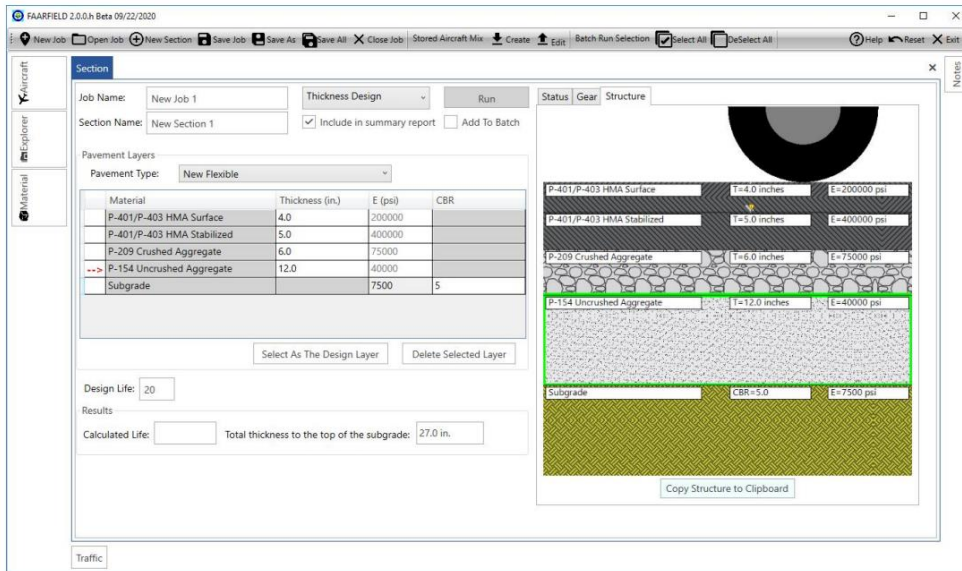 FAARFIELD 2.0.0.h Beta 09/22/2020
New Job Open Job New Section Save Job Save As Save All Close Job Stored Aircraft Mix Create Edit Batch Run Selection Select All DeSelect All Help Reset Exit
Aircraft
Explorer
Material
Notes
Section
Job Name: New Job 1 Thickness Design Run
Section Name: New Section 1 Include in summary report Add To Batch
Pavement Layers
Pavement Type: New Flexible
Material Thickness (in.) E (psi) CBR
P-401/P-403 HMA Surface 4.0 200000
P-401/P-403 HMA Stabilized 5.0 400000
P-209 Crushed Aggregate 6.0 75000
--> P-154 Uncrushed Aggregate 12.0 40000
Subgrade 7500 5
Select As The Design Layer Delete Selected Layer
Design Life: 20
Results
Calculated Life: Total thickness to the top of the subgrade: 27.0 in.
Status Gear Structure
P-401/P-403 HMA Surface T=4.0 inches E=200000 psi
P-401/P-403 HMA Stabilized T=5.0 inches E=400000 psi
P-209 Crushed Aggregate T=6.0 inches E=75000 psi
P-154 Uncrushed Aggregate T=12.0 inches E=40000 psi
Subgrade CBR=5.0 E=7500 psi
Copy Structure to Clipboard
Traffic